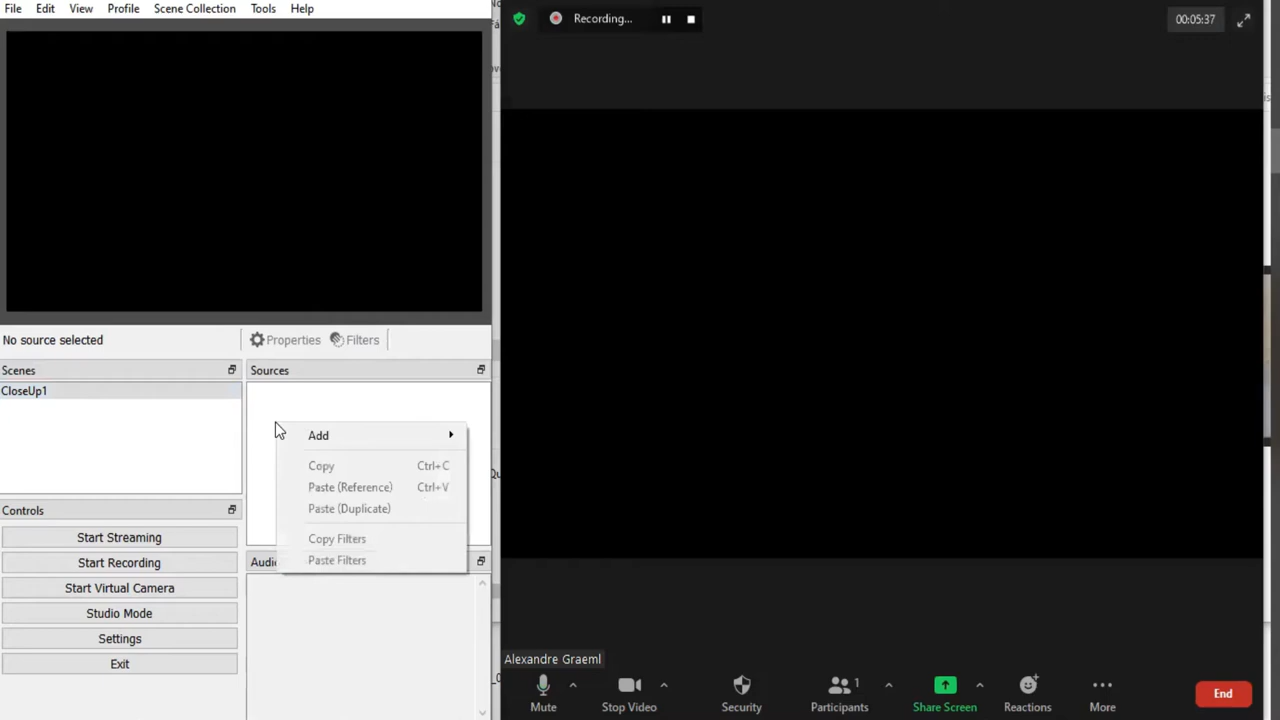 File Edit View Profile Scene Collection Tools Help
No source selected
Properties Filters
Scenes
CloseUp1
Sources
Add
Copy Ctrl+C
Paste (Reference) Ctrl+V
Paste (Duplicate)
Copy Filters
Paste Filters
Controls
Start Streaming
Start Recording
Start Virtual Camera
Studio Mode
Settings
Exit
Recording...
00:05:37
Alexandre Graeml
Mute
Stop Video
Security
1
Participants
Share Screen
Reactions
More
End